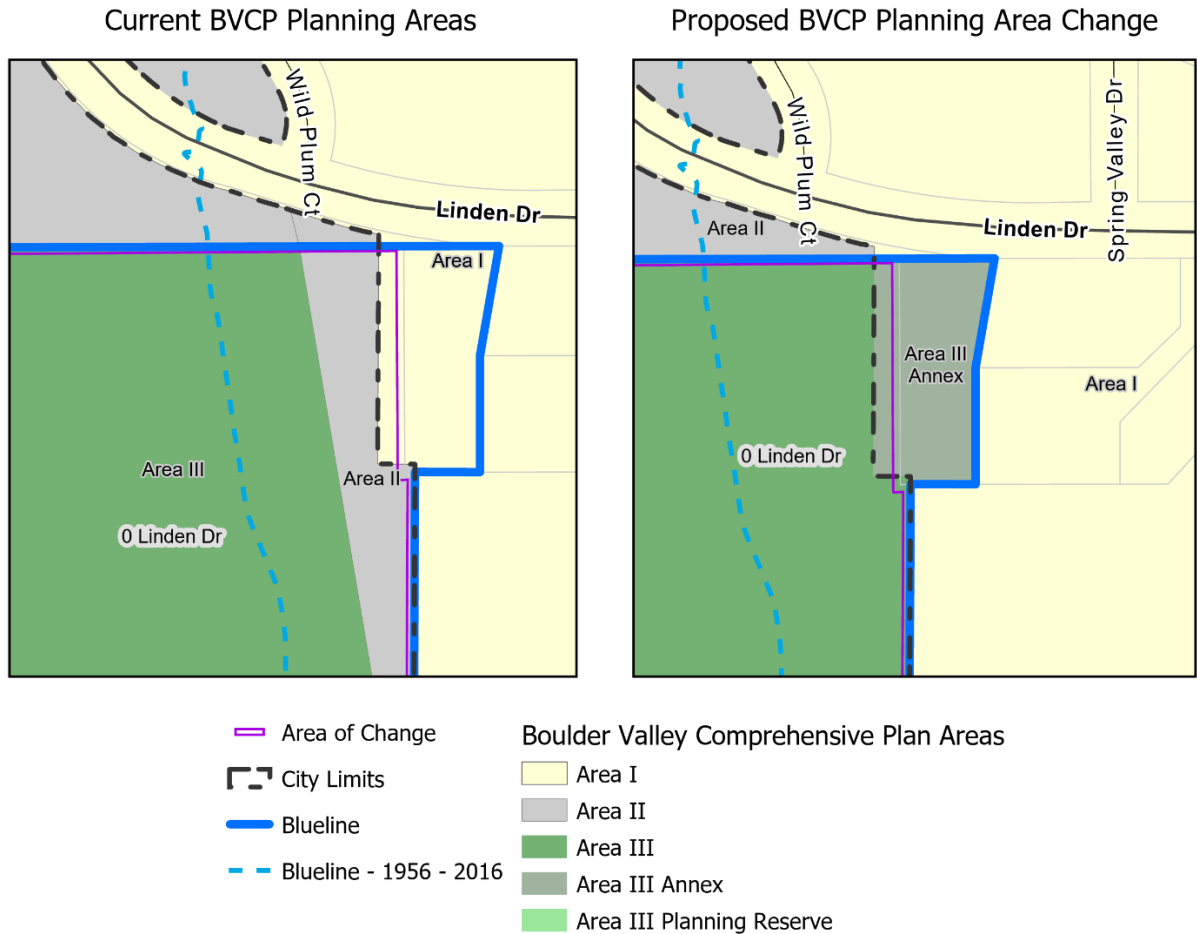 Current BVCP Planning Areas
Wild Plum Ct
Linden Dr
Area I
Area III
Area II
0 Linden Dr
Proposed BVCP Planning Area Change
Wild Plum Ct
Spring Valley Dr
Area II
Linden Dr
Area III
Annex
Area I
0 Linden Dr
Area of Change
City Limits
Blueline
Blueline - 1956 - 2016
Boulder Valley Comprehensive Plan Areas
Area I
Area II
Area III
Area III Annex
Area III Planning Reserve